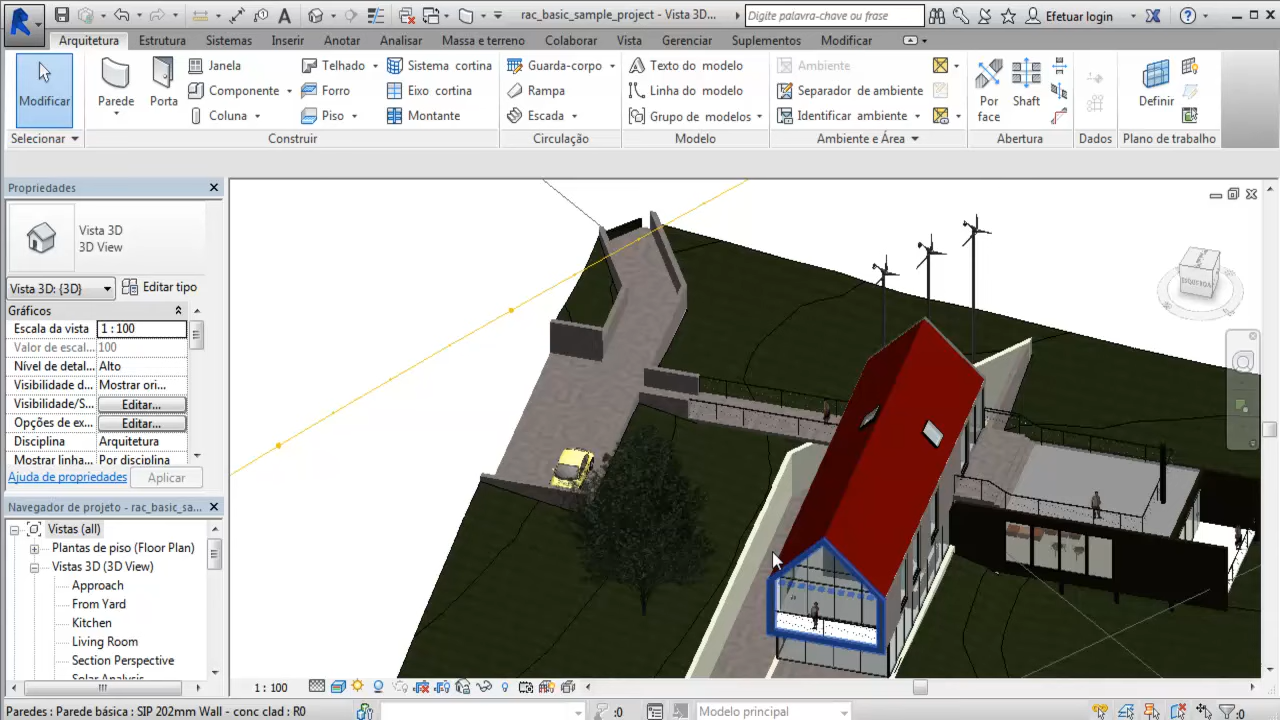 rac_basic_sample_project - Vista 3D...
Digite palavra-chave ou frase
Efetuar login
Arquitetura
Estrutura
Sistemas
Inserir
Anotar
Analisar
Massa e terreno
Colaborar
Vista
Gerenciar
Suplementos
Modificar
Modificar
Parede
Porta
Janela
Componente
Coluna
Telhado
Forro
Piso
Sistema cortina
Eixo cortina
Montante
Guarda-corpo
Rampa
Escada
Texto do modelo
Linha do modelo
Grupo de modelos
Ambiente
Separador de ambiente
Identificar ambiente
Por face
Shaft
Definir
Selecionar
Construir
Circulação
Modelo
Ambiente e Área
Abertura
Dados
Plano de trabalho
Propriedades
Vista 3D
3D View
Vista 3D: {3D}
Editar tipo
Gráficos
Escala da vista 1 : 100
Valor de escal... 100
Nível de detal... Alto
Visibilidade d... Mostrar ori...
Visibilidade/S... Editar...
Opções de ex... Editar...
Disciplina Arquitetura
Mostrar linha... Por disciplina
Ajuda de propriedades
Aplicar
Navegador de projeto - rac_basic_sa...
Vistas (all)
Plantas de piso (Floor Plan)
Vistas 3D (3D View)
Approach
From Yard
Kitchen
Living Room
Section Perspective
Solar Analysis
1 : 100
Paredes : Parede básica : SIP 202mm Wall - conc clad : R0
:0
Modelo principal
:0